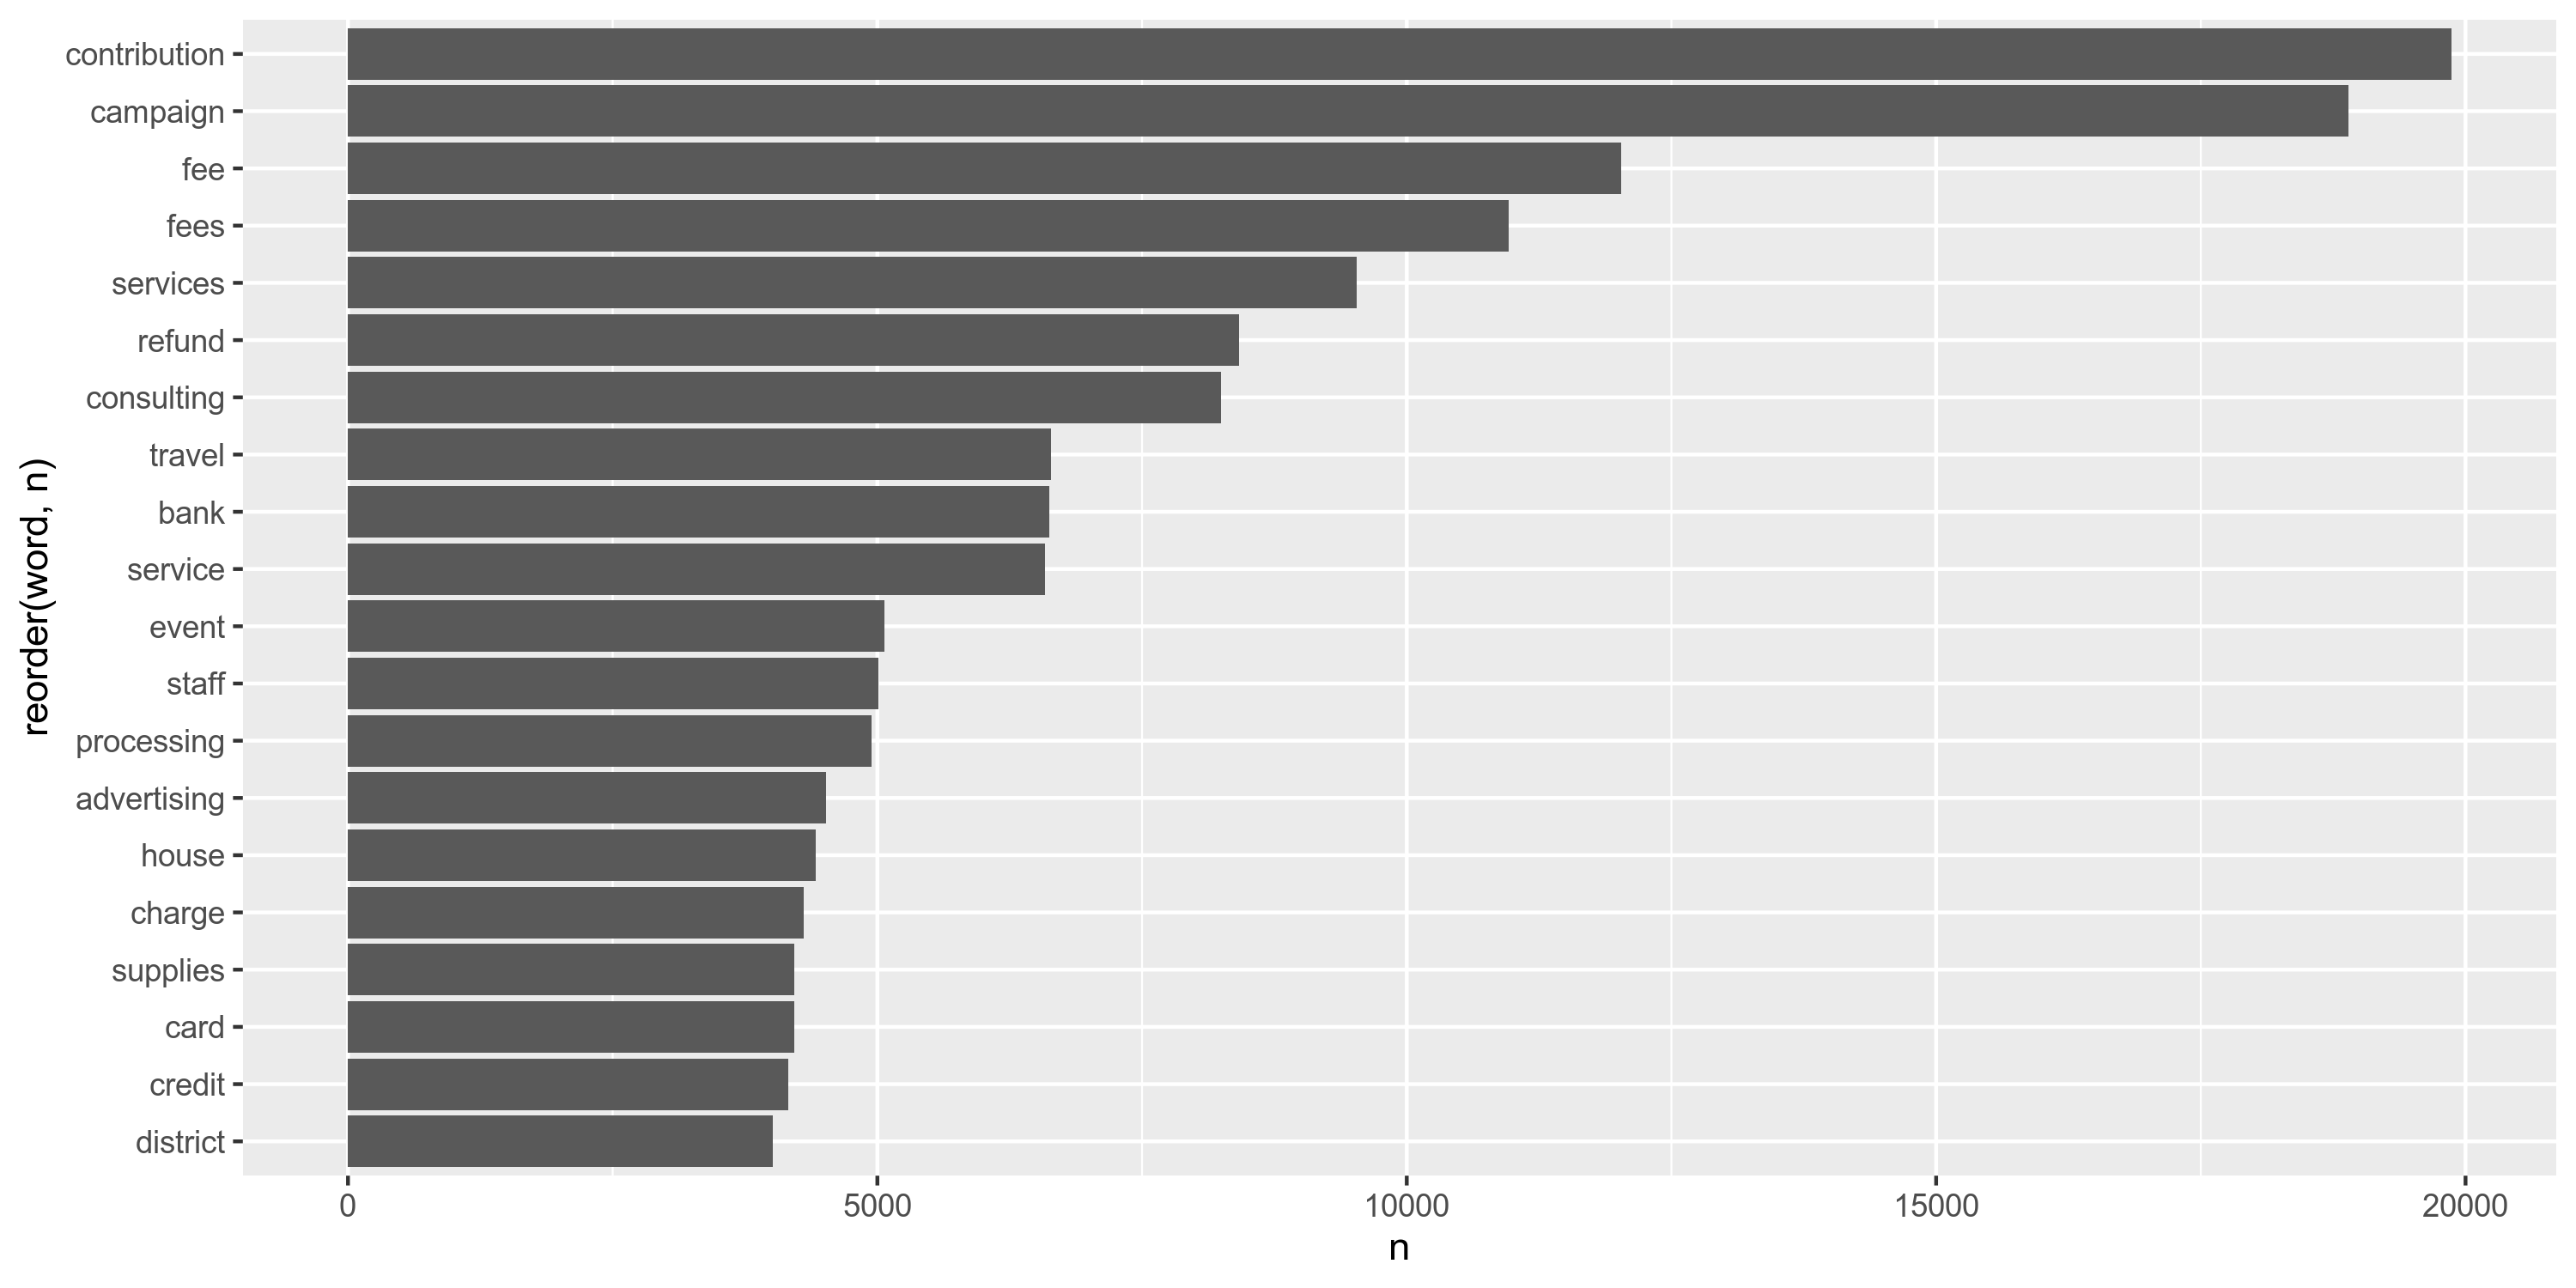 contribution
campaign
fee
fees
services
refund
consulting
travel
bank
service
event
staff
processing
advertising
house
charge
supplies
card
credit
district
reorder(word, n)
0 5000 10000 15000 20000
n